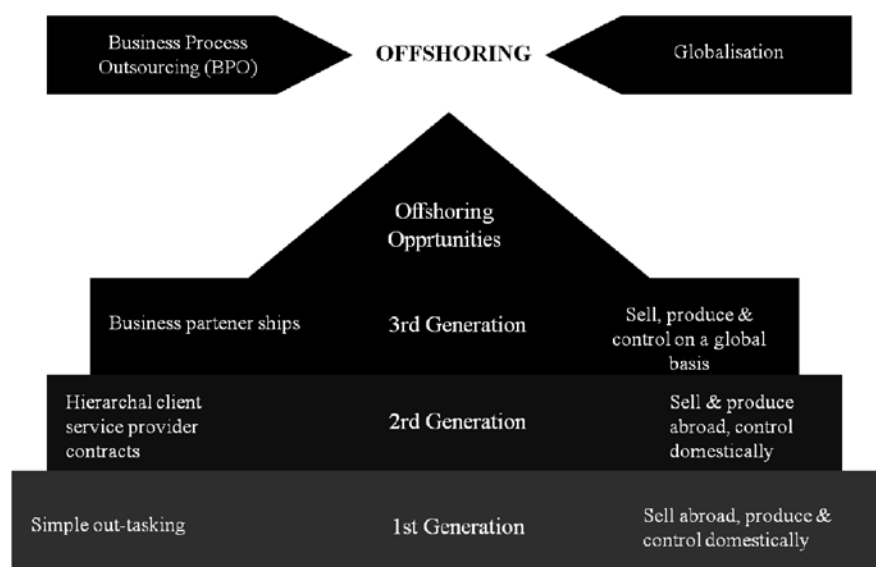 Business Process
Outsourcing (BPO)
OFFSHORING
Globalisation
Offshoring
Opprtunities
Business partener ships
3rd Generation
Sell, produce &
control on a global
basis
Hierarchal client
service provider
contracts
2rd Generation
Sell & produce
abroad, control
domestically
Simple out-tasking
1st Generation
Sell abroad, produce &
control domestically